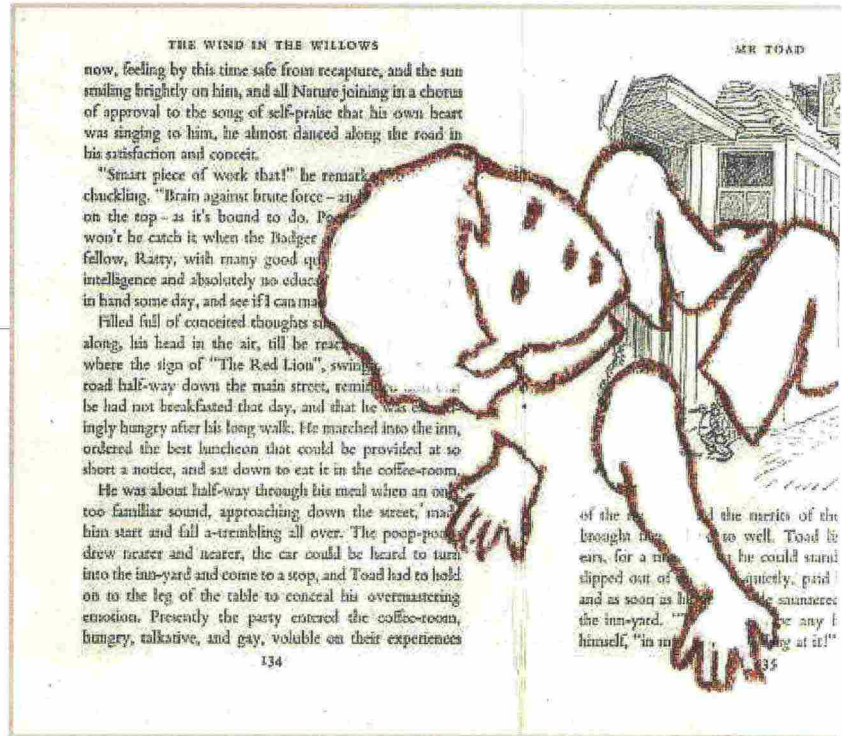 THE WIND IN THE WILLOWS
now, feeling by this time safe from recapture, and the sun
smiling brightly on him, and all Nature joining in a chorus
of approval to the song of self-praise that his own heart
was singing to him, he almost danced along the road in
his satisfaction and conceit.
"Smart piece of work that!" he remarke
chuckling. "Brain against brute force – and
on the top – as it's bound to do. Po
won't he catch it when the Badger
fellow, Ratty, with many good qu
intelligence and absolutely no educa
in hand some day, and see if I can ma
Filled full of conceited thoughts su
along, his head in the air, till he reac
where the sign of "The Red Lion", swing
road half-way down the main street, remin
he had not breakfasted that day, and that he was
ingly hungry after his long walk. He marched into the inn,
ordered the best luncheon that could be provided at so
short a notice, and sat down to eat it in the coffee-room.
He was about half-way through his meal when an on
too familiar sound, approaching down the street, mad
him start and fall a-trembling all over. The poop-poop
drew nearer and nearer, the car could be heard to turn
into the inn-yard and come to a stop, and Toad had to hold
on to the leg of the table to conceal his overmastering
emotion. Presently the party entered the coffee-room,
hungry, talkative, and gay, voluble on their experiences
134
MR TOAD
of the the merits of the
brought to well. Toad
ears, for a he could stand
slipped out of quietly, paid
and as soon as sauntered
the inn-yard. be any
himself, "in at it!"
35